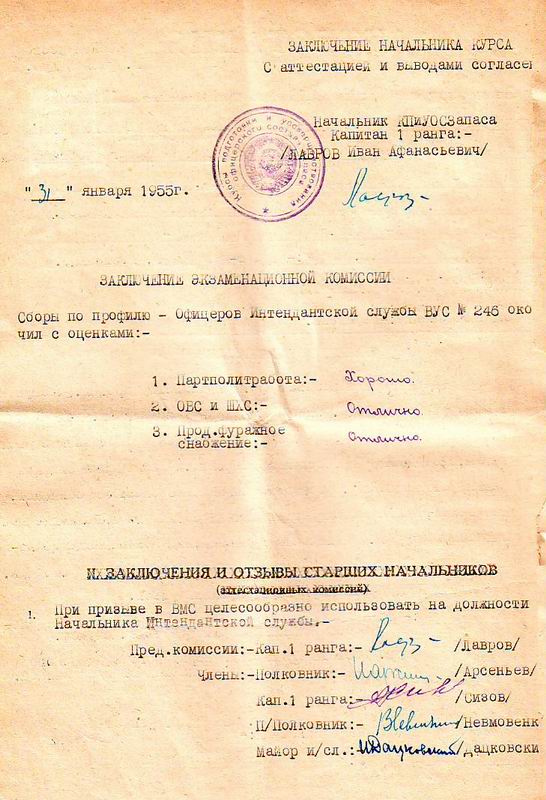 ЗАКЛЮЧЕНИЕ НАЧАЛЬНИКА КУРСА
С аттестацией и выводами согласе
Начальник КПиУОСЗапаса
Капитан 1 ранга:-
/ЛАВРОВ Иван Афанасьевич/
"31" января 1955г.
ЗАКЛЮЧЕНИЕ ЭКЗАМЕНАЦИОННОЙ КОМИССИИ
Сборы по профилю - Офицеров Интендантской службы ВУС № 246 око
чил с оценками:-
1. Партполитработа:- Хорошо.
2. ОВС и ШХС:- Отлично.
3. Прод.фуражное
снабжение:- Отлично.
ЗАКЛЮЧЕНИЯ И ОТЗЫВЫ СТАРШИХ НАЧАЛЬНИКОВ
(аттестационных комиссий)
1. При призыве в ВМС целесообразно использовать на должности
Начальника Интендантской службы.-
Пред.комиссии:-Кап.1 ранга:- /Лавров/
Члены:-Полковник:- /Арсеньев/
Кап.1 ранга:- /Сизов/
П/Полковник:- /Невмовенк
Майор и/сл.: ИДацковский /дацковски